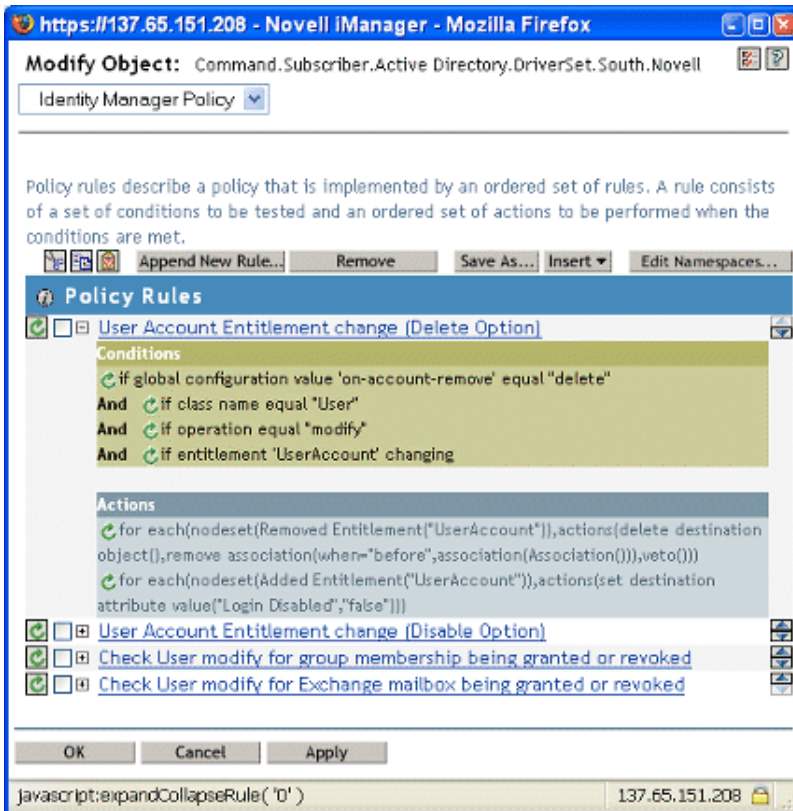 https://137.65.151.208 - Novell iManager - Mozilla Firefox
Modify Object: Command.Subscriber.Active Directory.DriverSet.South.Novell
Identity Manager Policy
Policy rules describe a policy that is implemented by an ordered set of rules. A rule consists
of a set of conditions to be tested and an ordered set of actions to be performed when the
conditions are met.
Append New Rule... Remove Save As... Insert Edit Namespaces...
Policy Rules
User Account Entitlement change (Delete Option)
Conditions
if global configuration value 'on-account-remove' equal "delete"
And if class name equal "User"
And if operation equal "modify"
And if entitlement 'UserAccount' changing
Actions
for each(nodeset(Removed Entitlement("UserAccount")),actions(delete destination
object(),remove association(when="before",association(Association())),veto()))
for each(nodeset(Added Entitlement("UserAccount")),actions(set destination
attribute value("Login Disabled","false")))
User Account Entitlement change (Disable Option)
Check User modify for group membership being granted or revoked
Check User modify for Exchange mailbox being granted or revoked
OK Cancel Apply
javascript:expandCollapseRule( '0' ) 137.65.151.208